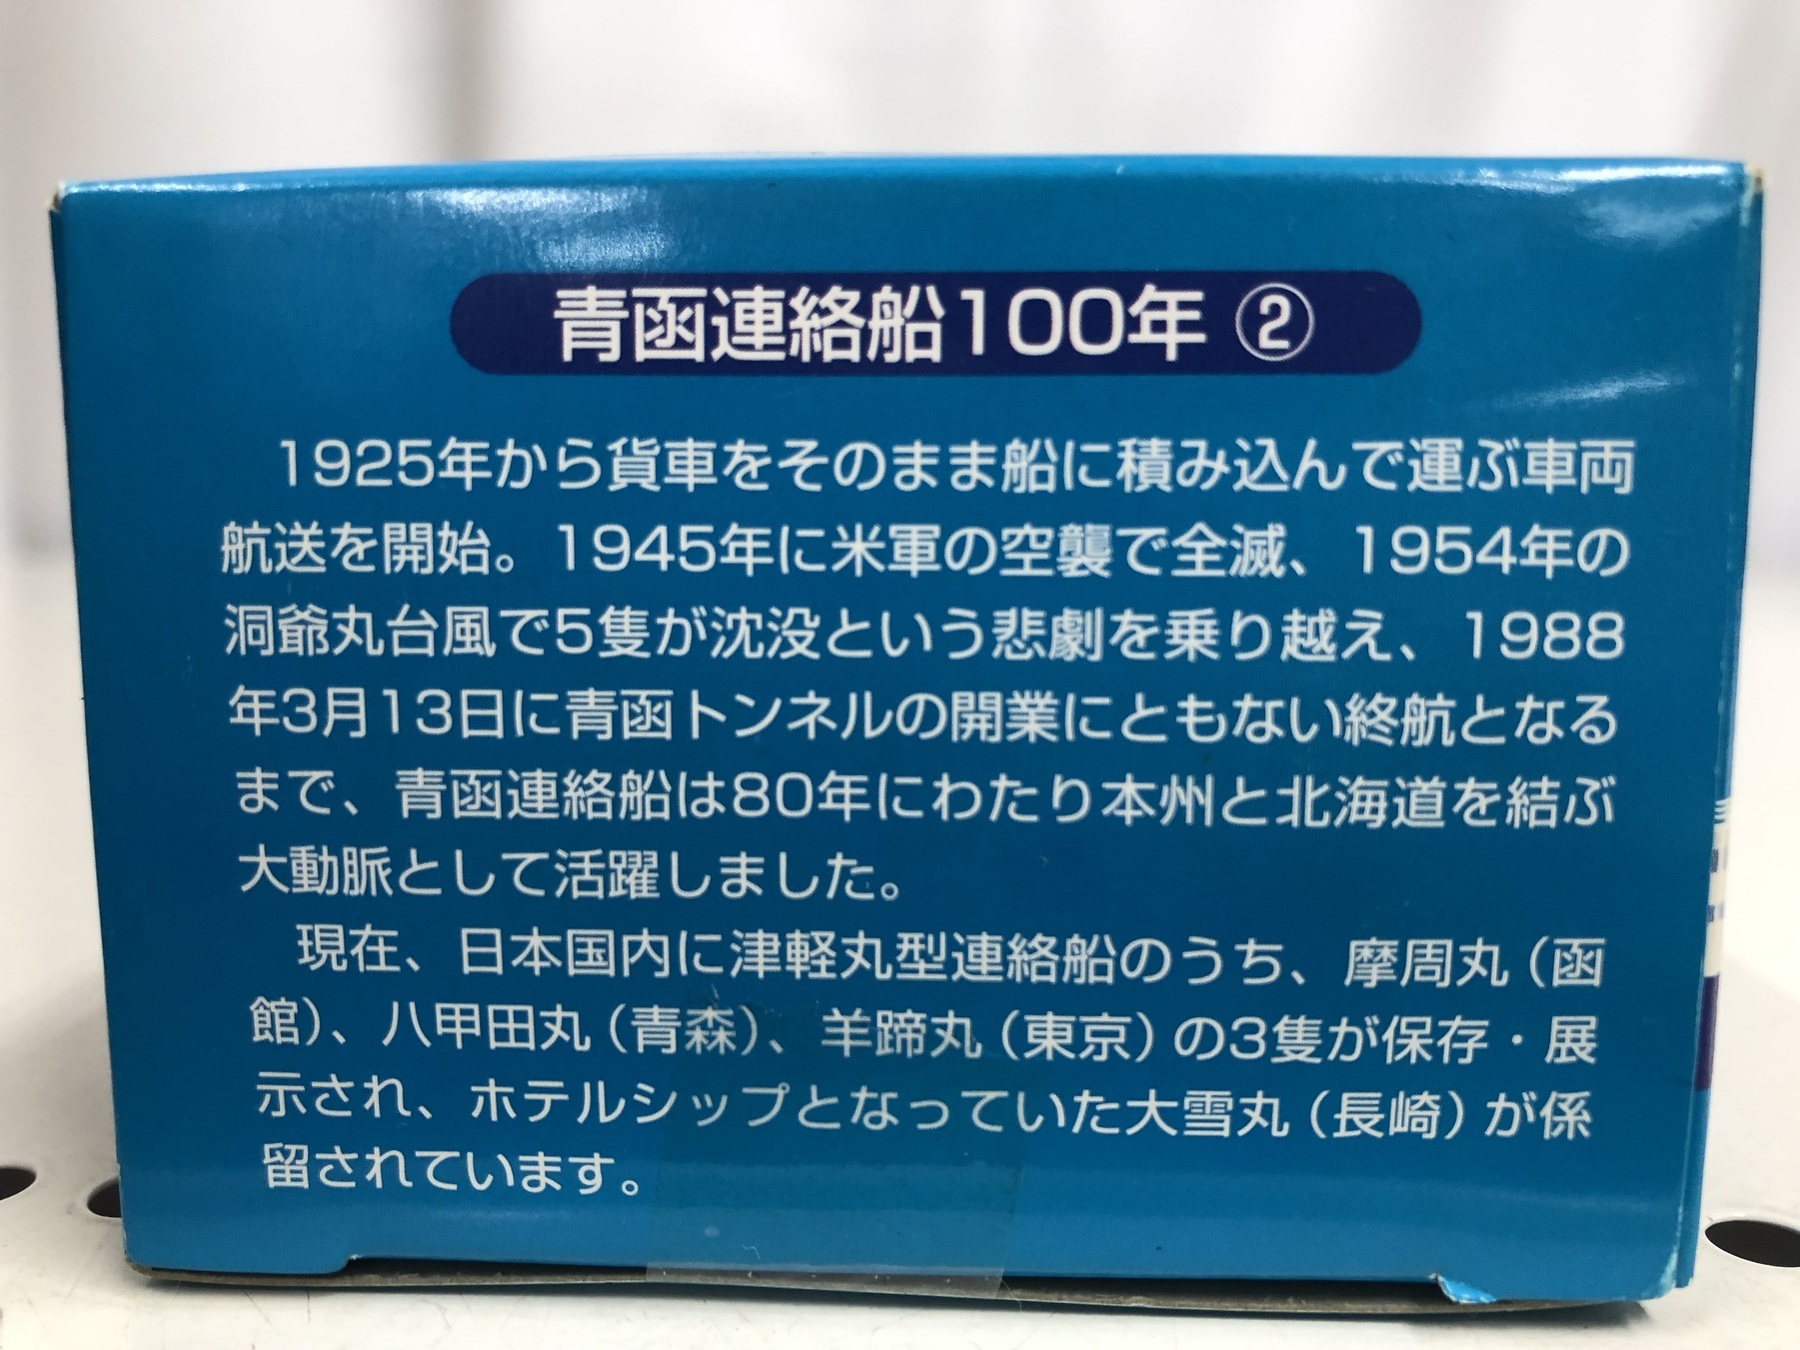 青函連絡船100年 ②
1925年から貨車をそのまま船に積み込んで運ぶ車両
航送を開始。1945年に米軍の空襲で全滅、1954年の
洞爺丸台風で5隻が沈没という悲劇を乗り越え、1988
年3月13日に青函トンネルの開業にともない終航となる
まで、青函連絡船は80年にわたり本州と北海道を結ぶ
大動脈として活躍しました。
現在、日本国内に津軽丸型連絡船のうち、摩周丸（函
館）、八甲田丸（青森）、羊蹄丸（東京）の3隻が保存・展
示され、ホテルシップとなっていた大雪丸（長崎）が係
留されています。